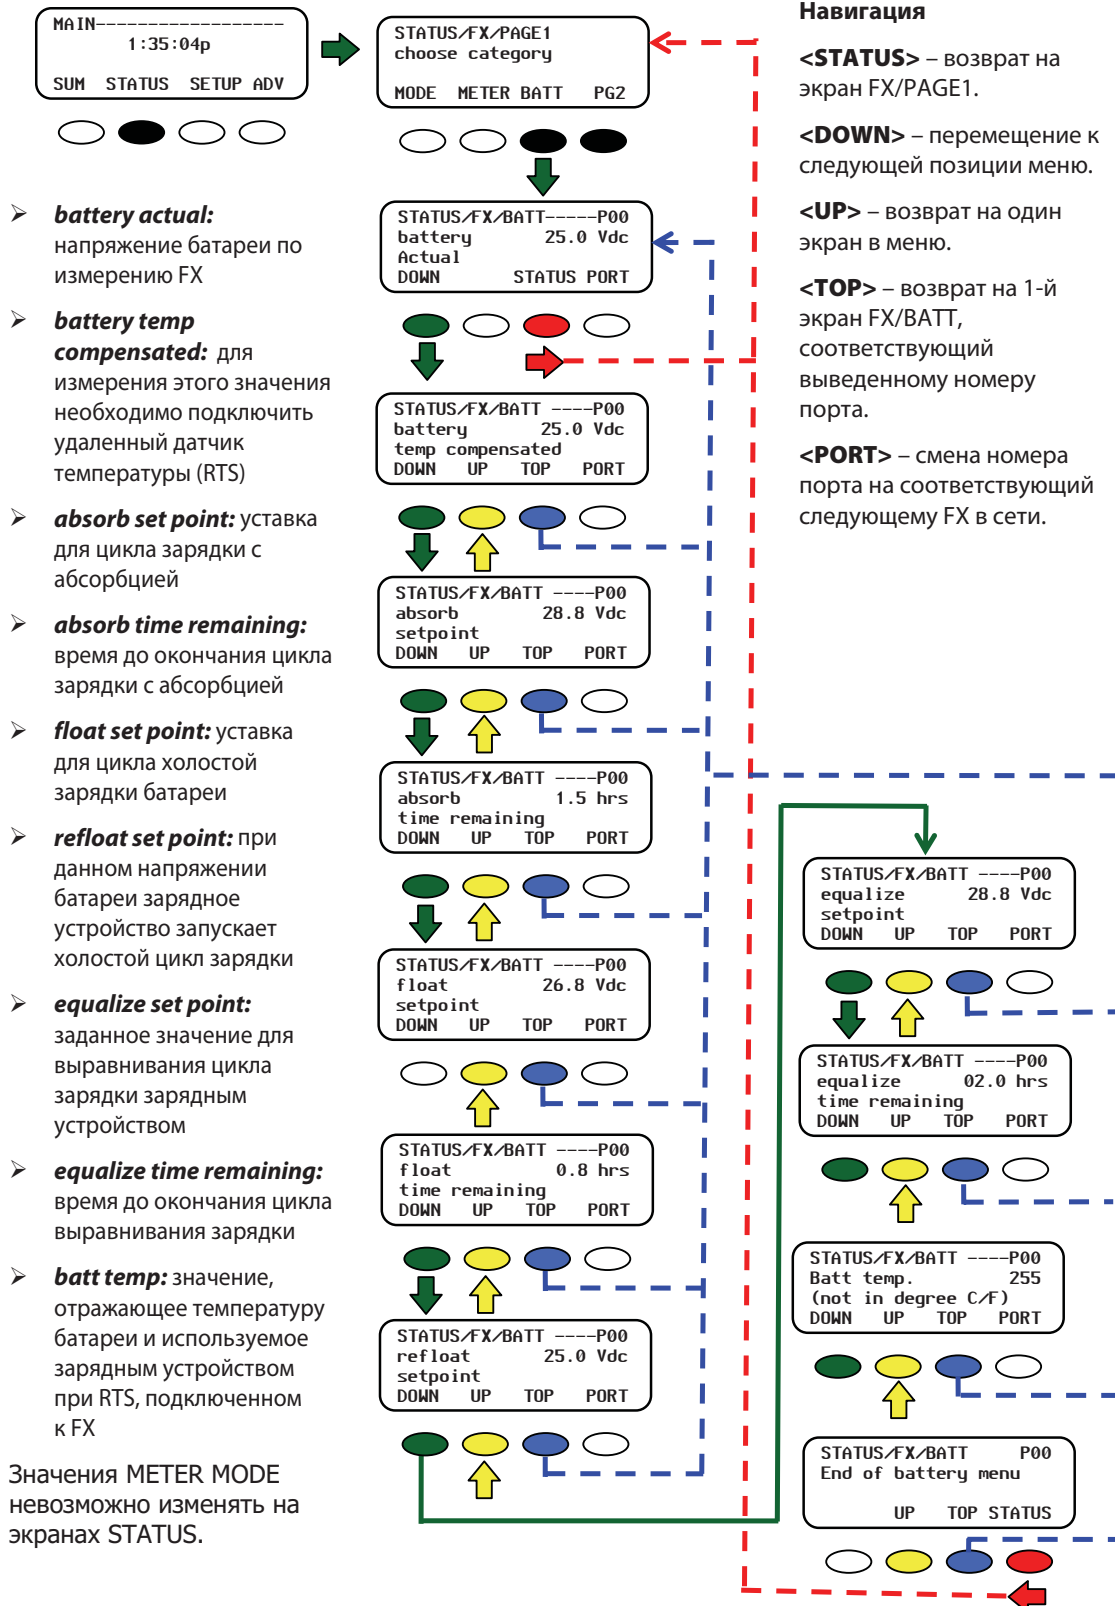 MAIN------------------
1:35:04p
SUM STATUS SETUP ADV
STATUS/FX/PAGE1
choose category
MODE METER BATT PG2
STATUS/FX/BATT-----P00
battery 25.0 Vdc
Actual
DOWN STATUS PORT
STATUS/FX/BATT ----P00
battery 25.0 Vdc
temp compensated
DOWN UP TOP PORT
STATUS/FX/BATT ----P00
absorb 28.8 Vdc
setpoint
DOWN UP TOP PORT
STATUS/FX/BATT ----P00
absorb 1.5 hrs
time remaining
DOWN UP TOP PORT
STATUS/FX/BATT ----P00
float 26.8 Vdc
setpoint
DOWN UP TOP PORT
STATUS/FX/BATT ----P00
float 0.8 hrs
time remaining
DOWN UP TOP PORT
STATUS/FX/BATT ----P00
refloat 25.0 Vdc
setpoint
DOWN UP TOP PORT
➢ battery actual:
напряжение батареи по
измерению FX
➢ battery temp
compensated: для
измерения этого значения
необходимо подключить
удаленный датчик
температуры (RTS)
➢ absorb set point: уставка
для цикла зарядки с
абсорбцией
➢ absorb time remaining:
время до окончания цикла
зарядки с абсорбцией
➢ float set point: уставка
для цикла холостой
зарядки батареи
➢ refloat set point: при
данном напряжении
батареи зарядное
устройство запускает
холостой цикл зарядки
➢ equalize set point:
заданное значение для
выравнивания цикла
зарядки зарядным
устройством
➢ equalize time remaining:
время до окончания цикла
выравнивания зарядки
➢ batt temp: значение,
отражающее температуру
батареи и используемое
зарядным устройством
при RTS, подключенном
к FX
Значения METER MODE
невозможно изменять на
экранах STATUS.
Навигация
<STATUS> – возврат на
экран FX/PAGE1.
<DOWN> – перемещение к
следующей позиции меню.
<UP> – возврат на один
экран в меню.
<TOP> – возврат на 1-й
экран FX/BATT,
соответствующий
выведенному номеру
порта.
<PORT> – смена номера
порта на соответствующий
следующему FX в сети.
STATUS/FX/BATT ----P00
equalize 28.8 Vdc
setpoint
DOWN UP TOP PORT
STATUS/FX/BATT ----P00
equalize 02.0 hrs
time remaining
DOWN UP TOP PORT
STATUS/FX/BATT ----P00
Batt temp. 255
(not in degree C/F)
DOWN UP TOP PORT
STATUS/FX/BATT P00
End of battery menu
UP TOP STATUS